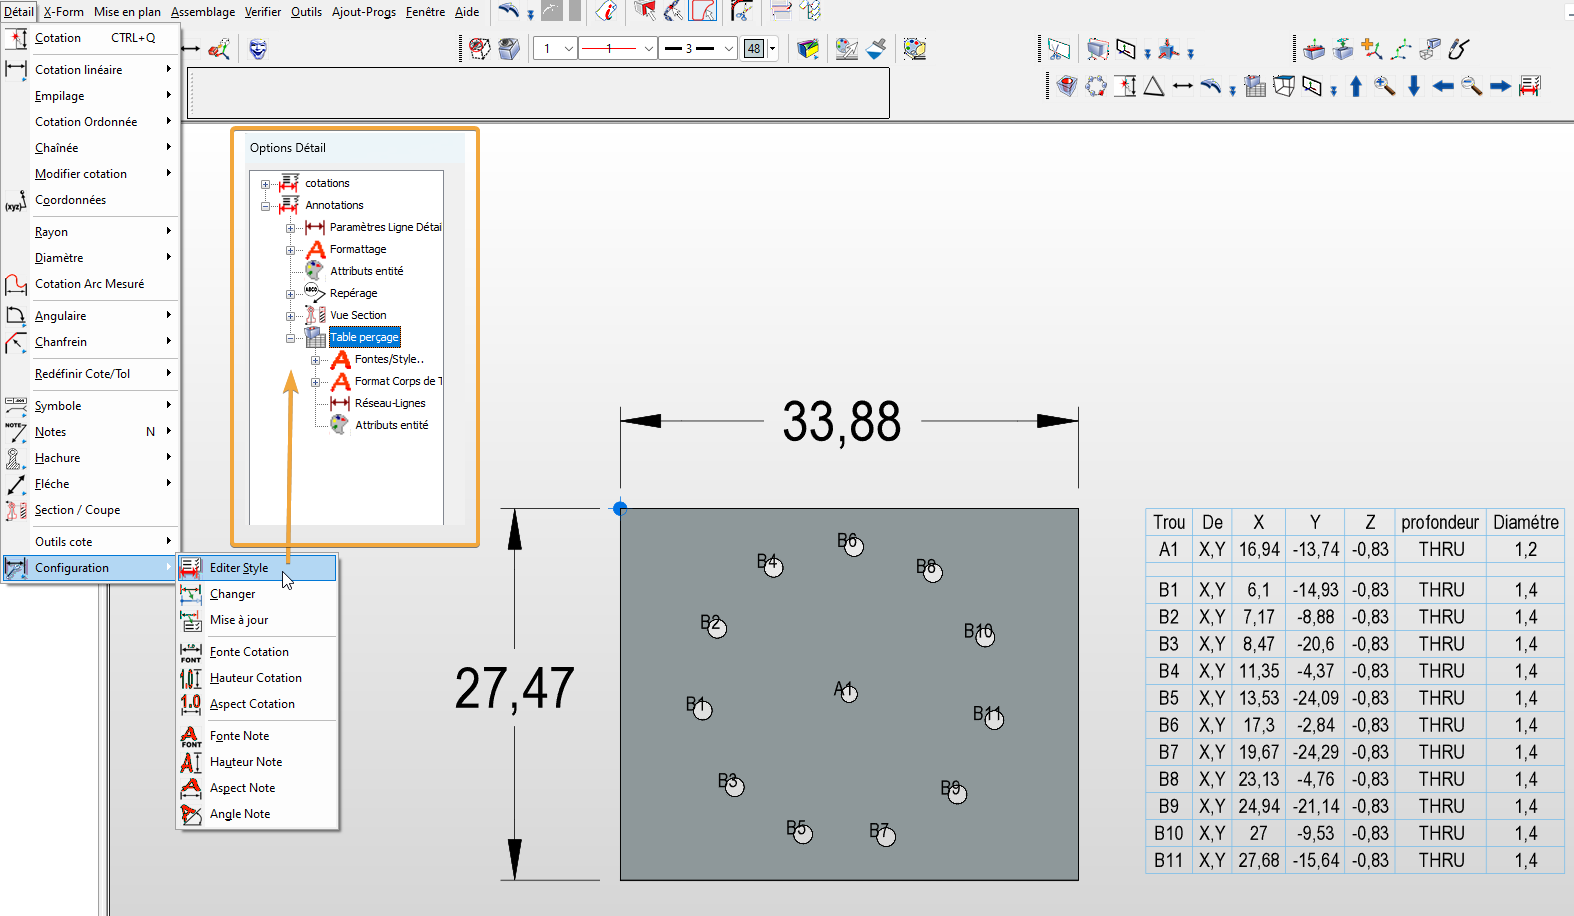 Détail X-Form Mise en plan Assemblage Verifier Outils Ajout-Progs Fenêtre Aide
Cotation CTRL+Q
Cotation linéaire
Empilage
Cotation Ordonnée
Chaînée
Modifier cotation
(xyz) Coordonnées
Rayon
Diamètre
Cotation Arc Mesuré
Angulaire
Chanfrein
Redéfinir Cote/Tol
Symbole
NOTE Notes N
Hachure
Fléche
Section / Coupe
Outils cote
Configuration
Editer Style
Changer
Mise à jour
1.0 FONT Fonte Cotation
1.0 Hauteur Cotation
1.0 Aspect Cotation
A FONT Fonte Note
A Hauteur Note
A Aspect Note
Angle Note
1 1 3 48
Options Détail
cotations
Annotations
Paramètres Ligne Détai
A Formattage
Attributs entité
ABCD Repérage
Vue Section
Table perçage
A Fontes/Style..
A Format Corps de T
Réseau-Lignes
Attributs entité
33,88
27,47
B6
B4
B8
B2
B10
A1
B1
B11
B3
B9
B5
B7
Trou De X Y Z profondeur Diamétre
A1 X,Y 16,94 -13,74 -0,83 THRU 1,2
B1 X,Y 6,1 -14,93 -0,83 THRU 1,4
B2 X,Y 7,17 -8,88 -0,83 THRU 1,4
B3 X,Y 8,47 -20,6 -0,83 THRU 1,4
B4 X,Y 11,35 -4,37 -0,83 THRU 1,4
B5 X,Y 13,53 -24,09 -0,83 THRU 1,4
B6 X,Y 17,3 -2,84 -0,83 THRU 1,4
B7 X,Y 19,67 -24,29 -0,83 THRU 1,4
B8 X,Y 23,13 -4,76 -0,83 THRU 1,4
B9 X,Y 24,94 -21,14 -0,83 THRU 1,4
B10 X,Y 27 -9,53 -0,83 THRU 1,4
B11 X,Y 27,68 -15,64 -0,83 THRU 1,4